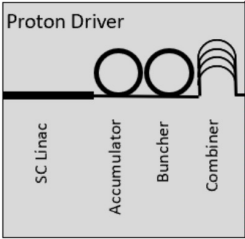 Proton Driver
SC Linac
Accumulator
Buncher
Combiner